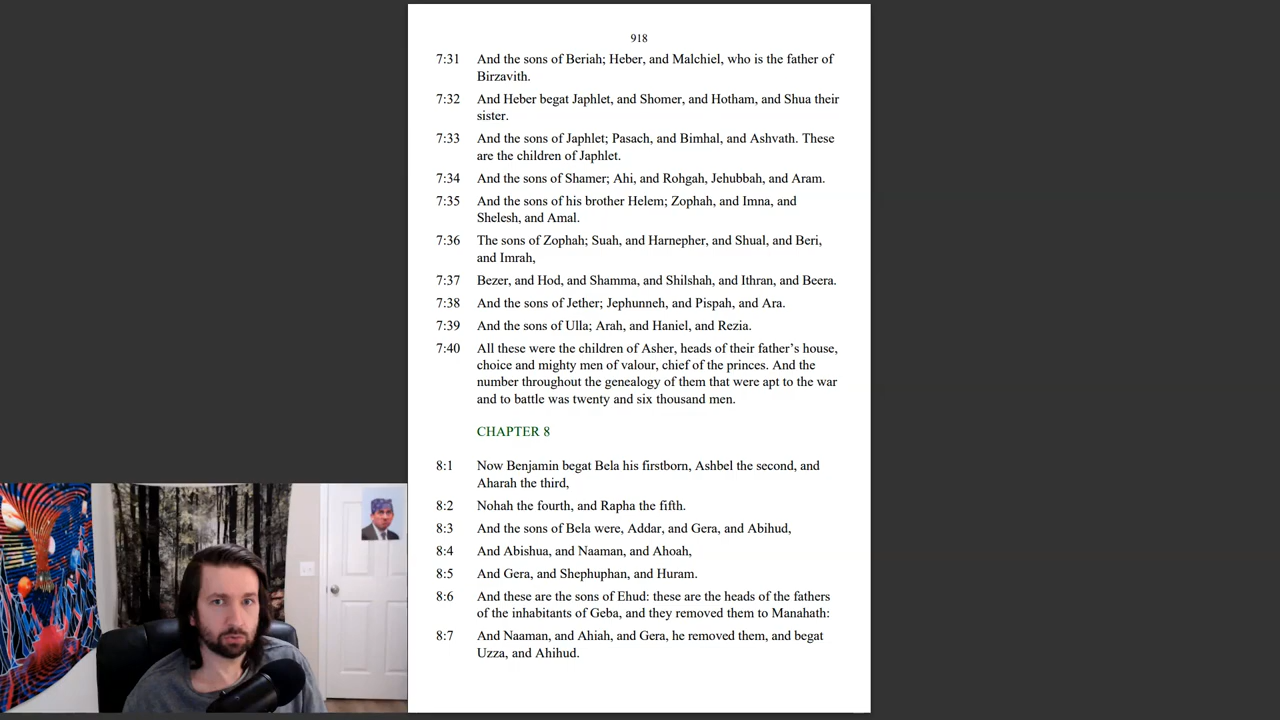 918
7:31 And the sons of Beriah; Heber, and Malchiel, who is the father of
Birzavith.
7:32 And Heber begat Japhlet, and Shomer, and Hotham, and Shua their
sister.
7:33 And the sons of Japhlet; Pasach, and Bimhal, and Ashvath. These
are the children of Japhlet.
7:34 And the sons of Shamer; Ahi, and Rohgah, Jehubbah, and Aram.
7:35 And the sons of his brother Helem; Zophah, and Imna, and
Shelesh, and Amal.
7:36 The sons of Zophah; Suah, and Harnepher, and Shual, and Beri,
and Imrah,
7:37 Bezer, and Hod, and Shamma, and Shilshah, and Ithran, and Beera.
7:38 And the sons of Jether; Jephunneh, and Pispah, and Ara.
7:39 And the sons of Ulla; Arah, and Haniel, and Rezia.
7:40 All these were the children of Asher, heads of their father’s house,
choice and mighty men of valour, chief of the princes. And the
number throughout the genealogy of them that were apt to the war
and to battle was twenty and six thousand men.
CHAPTER 8
8:1 Now Benjamin begat Bela his firstborn, Ashbel the second, and
Aharah the third,
8:2 Nohah the fourth, and Rapha the fifth.
8:3 And the sons of Bela were, Addar, and Gera, and Abihud,
8:4 And Abishua, and Naaman, and Ahoah,
8:5 And Gera, and Shephuphan, and Huram.
8:6 And these are the sons of Ehud: these are the heads of the fathers
of the inhabitants of Geba, and they removed them to Manahath:
8:7 And Naaman, and Ahiah, and Gera, he removed them, and begat
Uzza, and Ahihud.